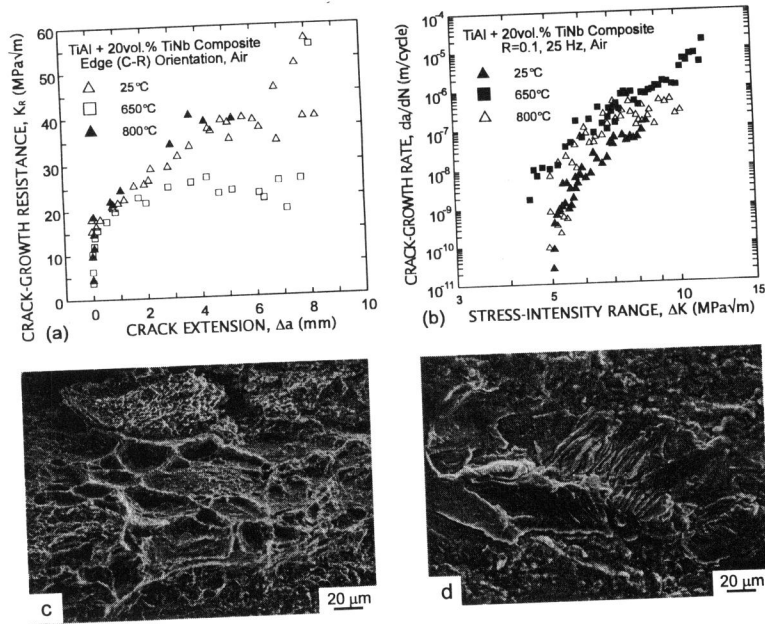 TiAl + 20vol.% TiNb Composite
Edge (C-R) Orientation, Air
25°C
650°C
800°C
CRACK-GROWTH RESISTANCE, K_R (MPa√m)
60
50
40
30
20
10
0
0
2
4
6
8
10
(a)
CRACK EXTENSION, Δa (mm)
TiAl + 20vol.% TiNb Composite
R=0.1, 25 Hz, Air
25°C
650°C
800°C
CRACK-GROWTH RATE, da/dN (m/cycle)
10⁻⁴
10⁻⁵
10⁻⁶
10⁻⁷
10⁻⁸
10⁻⁹
10⁻¹⁰
10⁻¹¹
3
5
10
15
(b)
STRESS-INTENSITY RANGE, ΔK (MPa√m)
c
20 μm
d
20 μm